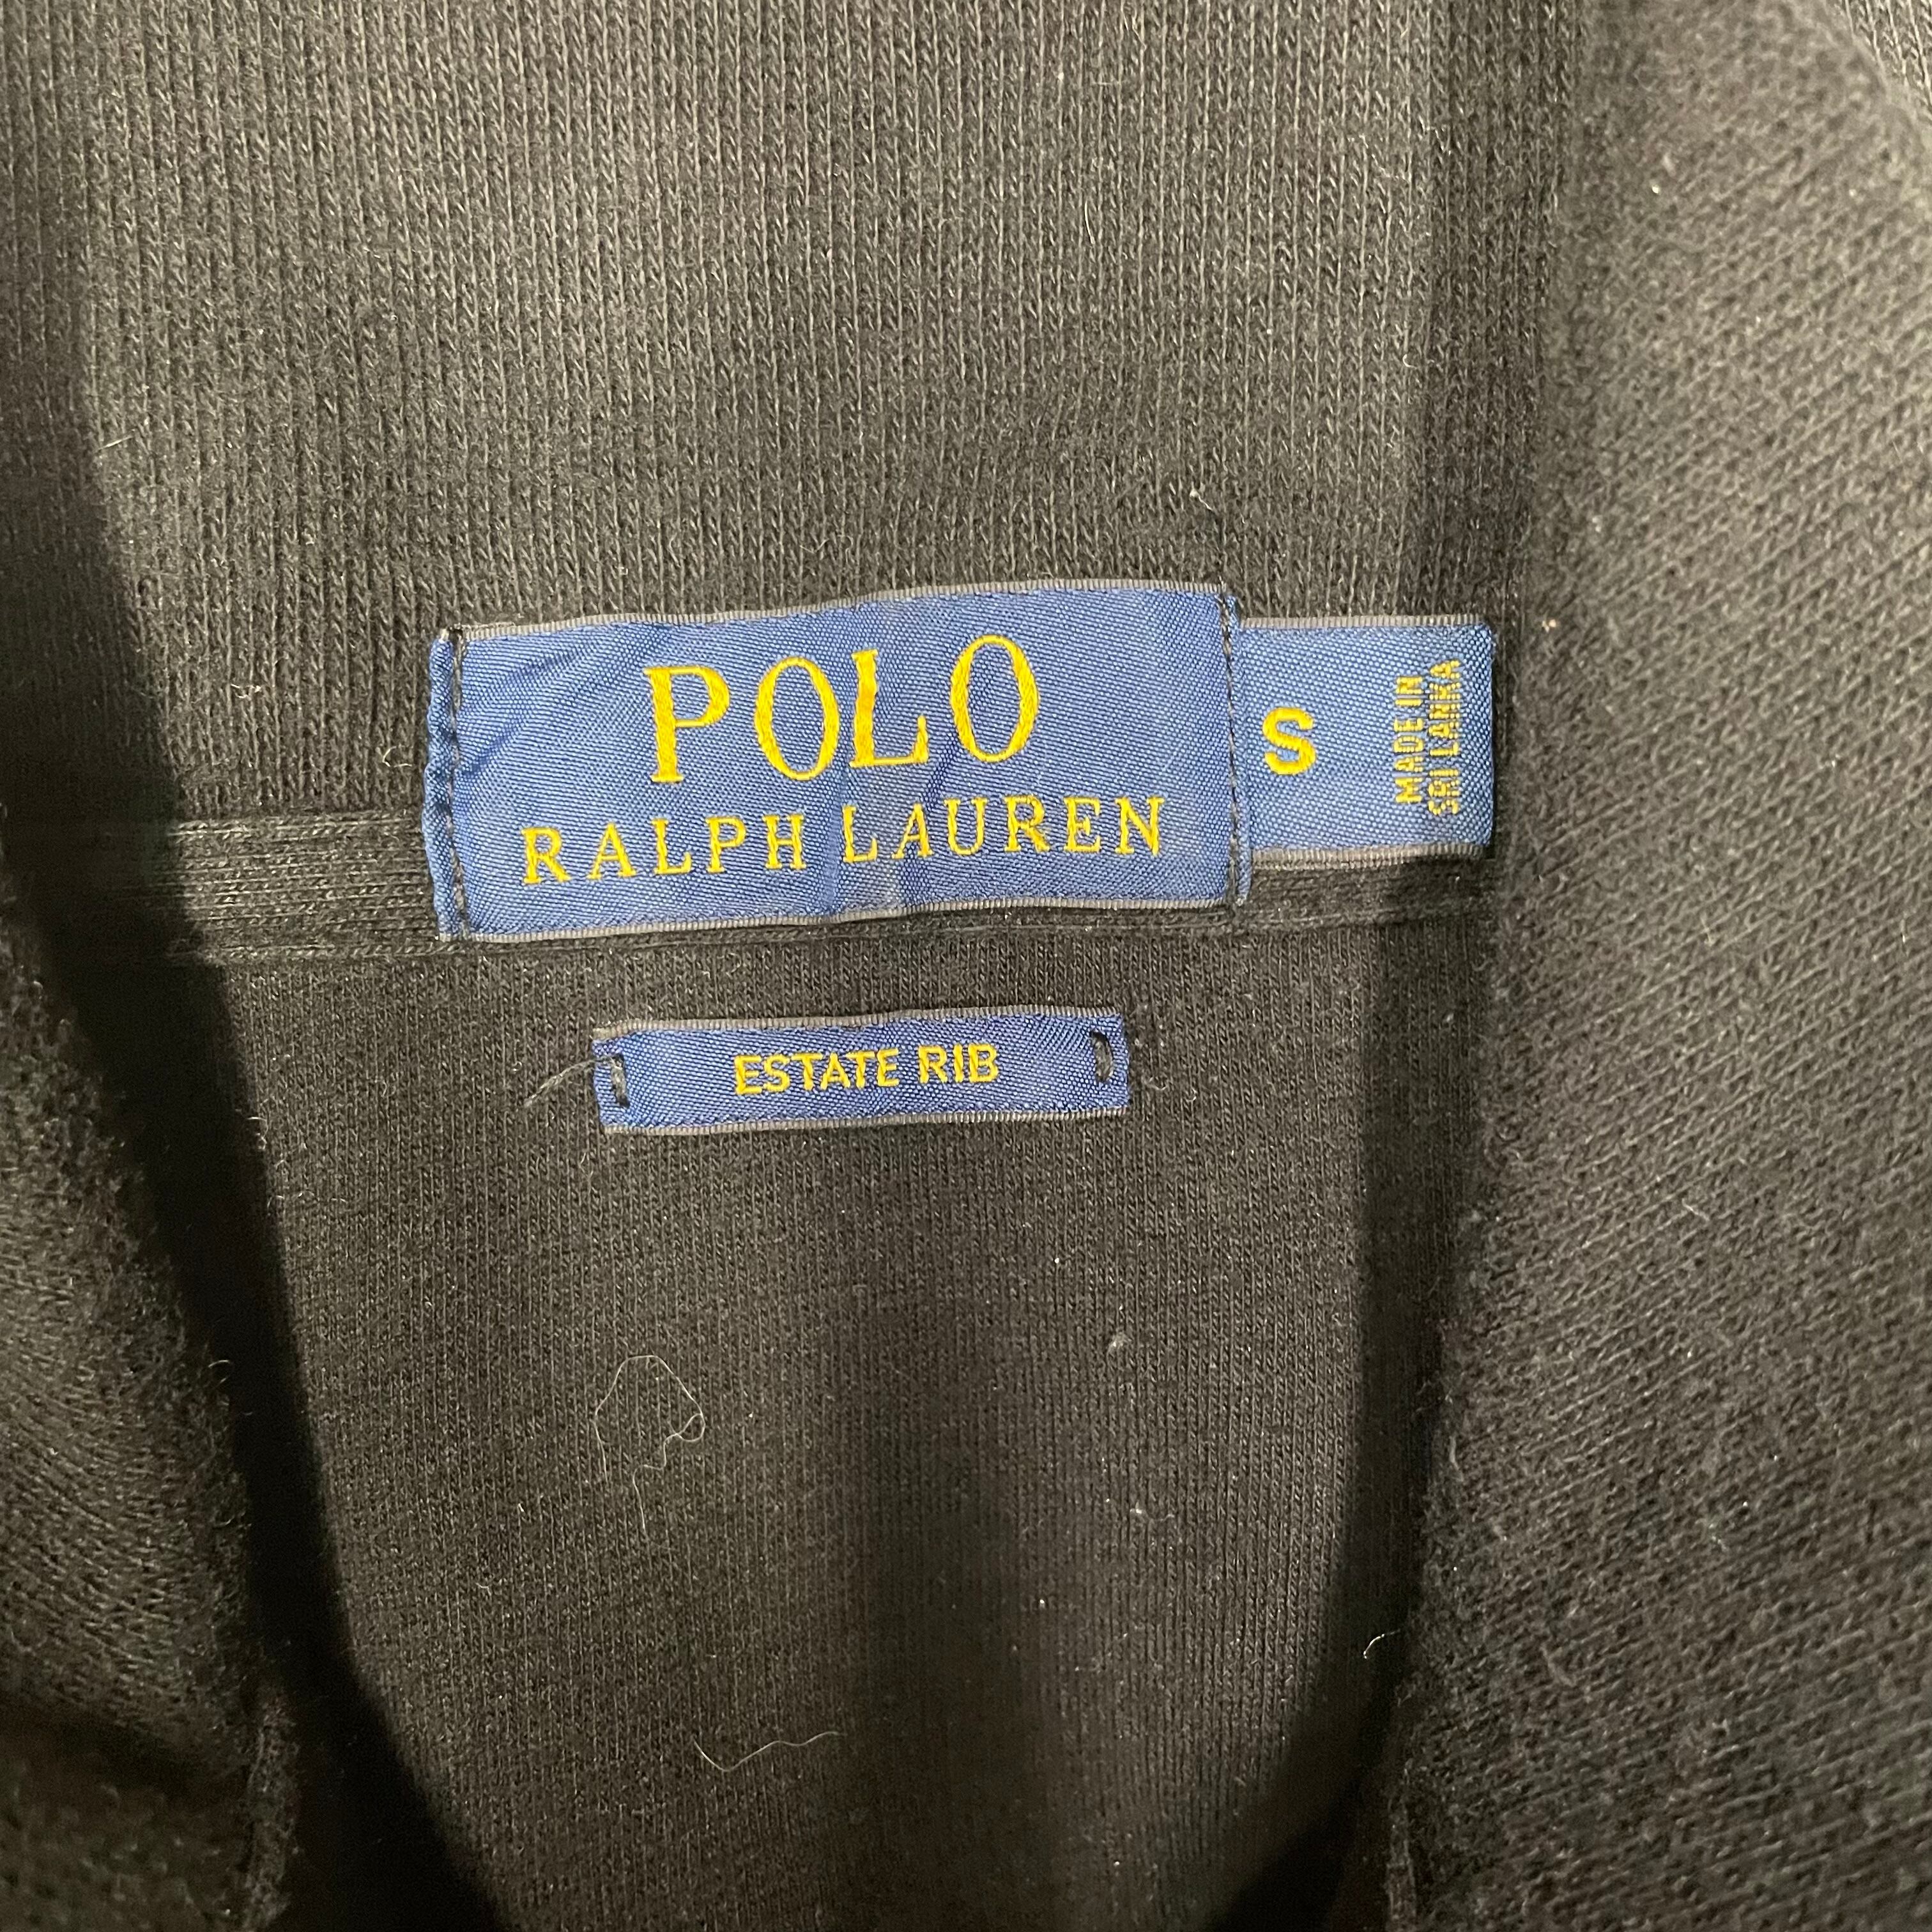 POLO
RALPH LAUREN
S
MADE IN
SRI LANKA
ESTATE RIB